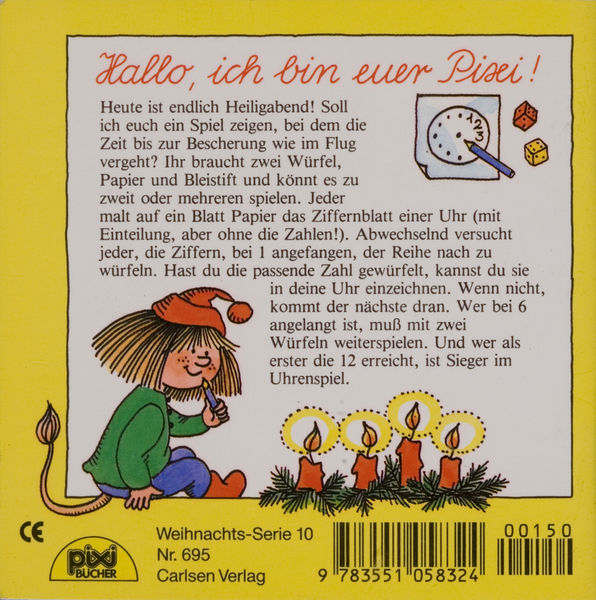 Hallo, ich bin euer Pixi!
Heute ist endlich Heiligabend! Soll
ich euch ein Spiel zeigen, bei dem die
Zeit bis zur Bescherung wie im Flug
vergeht? Ihr braucht zwei Würfel,
Papier und Bleistift und könnt es zu
zweit oder mehreren spielen. Jeder
malt auf ein Blatt Papier das Ziffernblatt einer Uhr (mit
Einteilung, aber ohne die Zahlen!). Abwechselnd versucht
jeder, die Ziffern, bei 1 angefangen, der Reihe nach zu
würfeln. Hast du die passende Zahl gewürfelt, kannst du sie
in deine Uhr einzeichnen. Wenn nicht,
kommt der nächste dran. Wer bei 6
angelangt ist, muß mit zwei
Würfeln weiterspielen. Und wer als
erster die 12 erreicht, ist Sieger im
Uhrenspiel.
1 2 3
CE
pixi
BÜCHER
Weihnachts-Serie 10
Nr. 695
Carlsen Verlag
9 783551 058324
00150